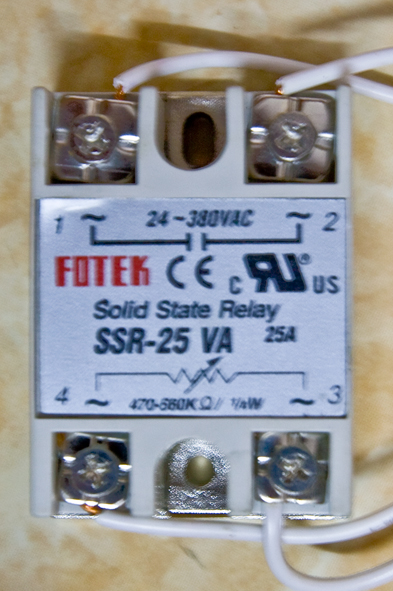 1 ~ 24 ~380VAC ~ 2
FOTEK CE c RU® US
Solid State Relay
SSR-25 VA 25A
4 ~ 470-560KΩ// ¼W ~ 3